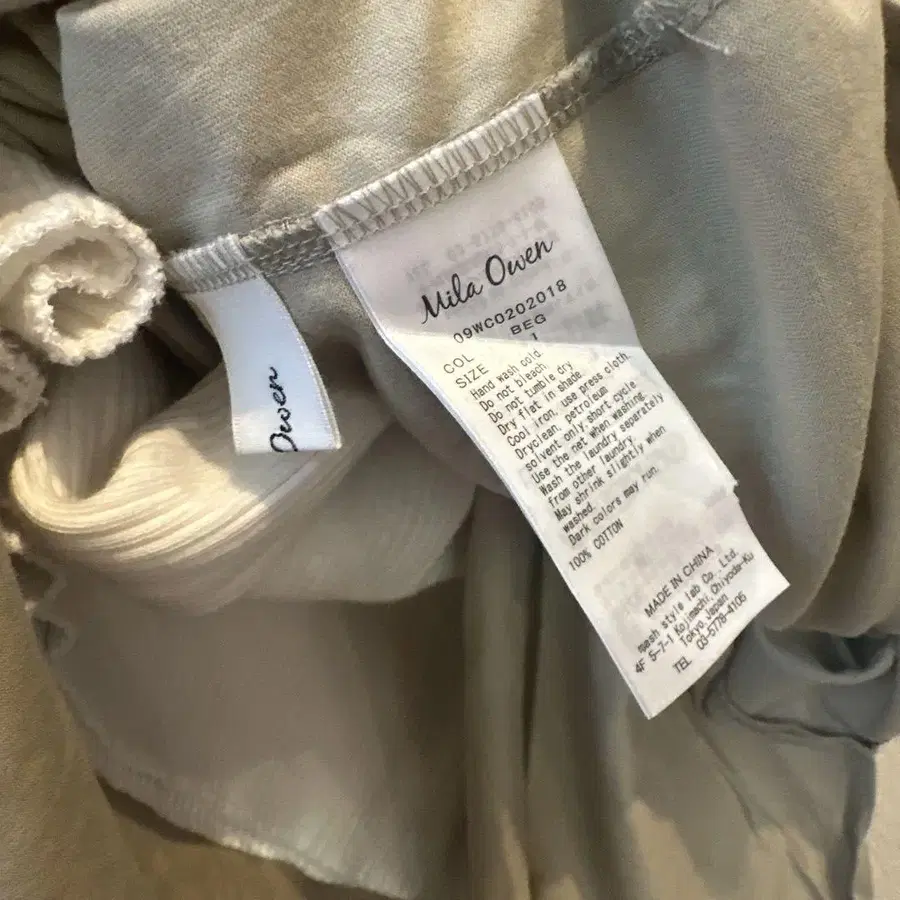 Owen
Mila Owen
09WC0202018
COL BEG
SIZE 1
Hand wash cold.
Do not bleach.
Do not tumble dry
Dry flat in shade.
Cool iron, use press cloth.
Dryclean, petroleum
solvent only short cycle
Use the net when washing.
Wash the laundry separately
from other laundry.
May shrink slightly when
washed.
Dark colors may run.
100% COTTON
MADE IN CHINA
mash style lab Co.,Ltd.
4F 5-7-1 Kojimachi, Chiyoda-Ku
Tokyo, Japan
TEL 03-5778-4106